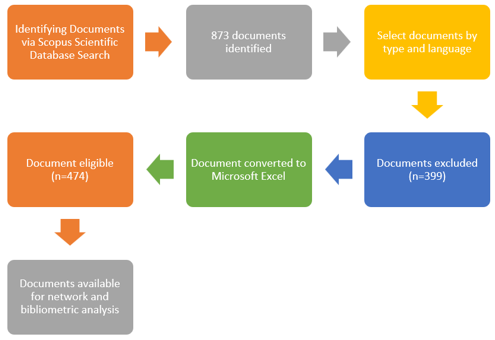 Identifying Documents
via Scopus Scientific
Database Search
873 documents
identified
Select documents by
type and language
Documents excluded
(n=399)
Document converted to
Microsoft Excel
Document eligible
(n=474)
Documents available
for network and
bibliometric analysis